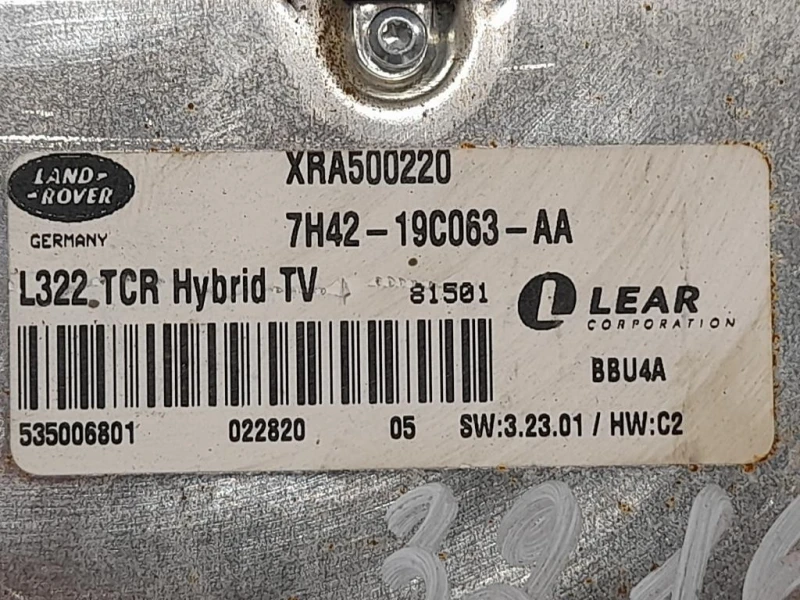 LAND-
-ROVER
GERMANY
XRA500220
7H42-19C063-AA
L322 TCR Hybrid TV 81501
LEAR
CORPORATION
BBU4A
535006801 022820 05 SW:3.23.01 / HW:C2